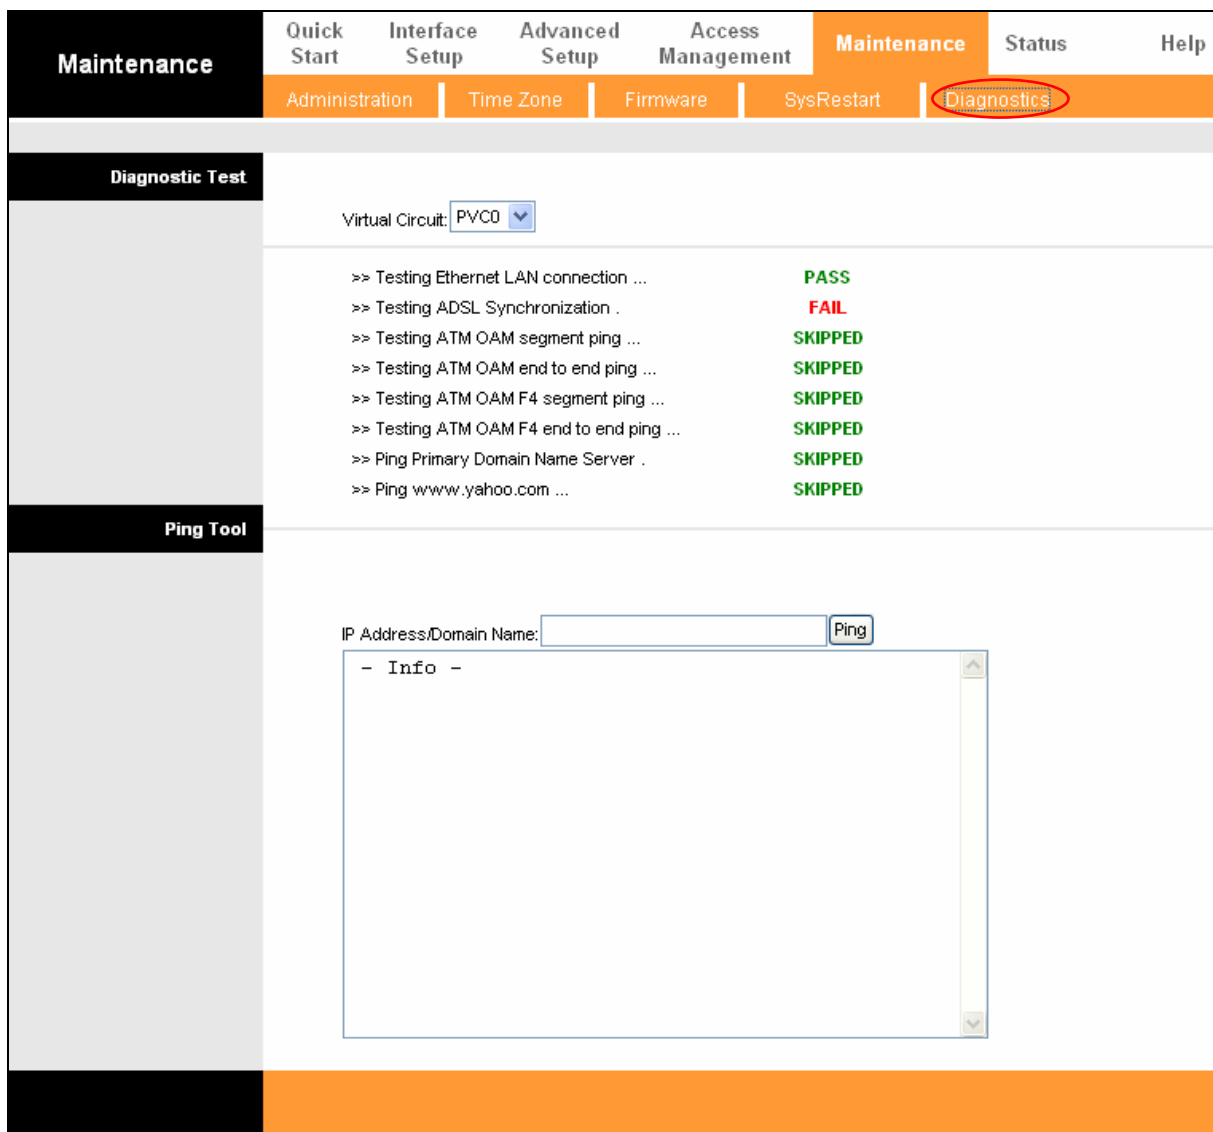 Maintenance
Quick Start
Interface Setup
Advanced Setup
Access Management
Maintenance
Status
Help
Administration
Time Zone
Firmware
SysRestart
Diagnostics
Diagnostic Test
Virtual Circuit: PVC0
>> Testing Ethernet LAN connection ... PASS
>> Testing ADSL Synchronization . FAIL
>> Testing ATM OAM segment ping ... SKIPPED
>> Testing ATM OAM end to end ping ... SKIPPED
>> Testing ATM OAM F4 segment ping ... SKIPPED
>> Testing ATM OAM F4 end to end ping ... SKIPPED
>> Ping Primary Domain Name Server . SKIPPED
>> Ping www.yahoo.com ... SKIPPED
Ping Tool
IP Address/Domain Name: Ping
- Info -